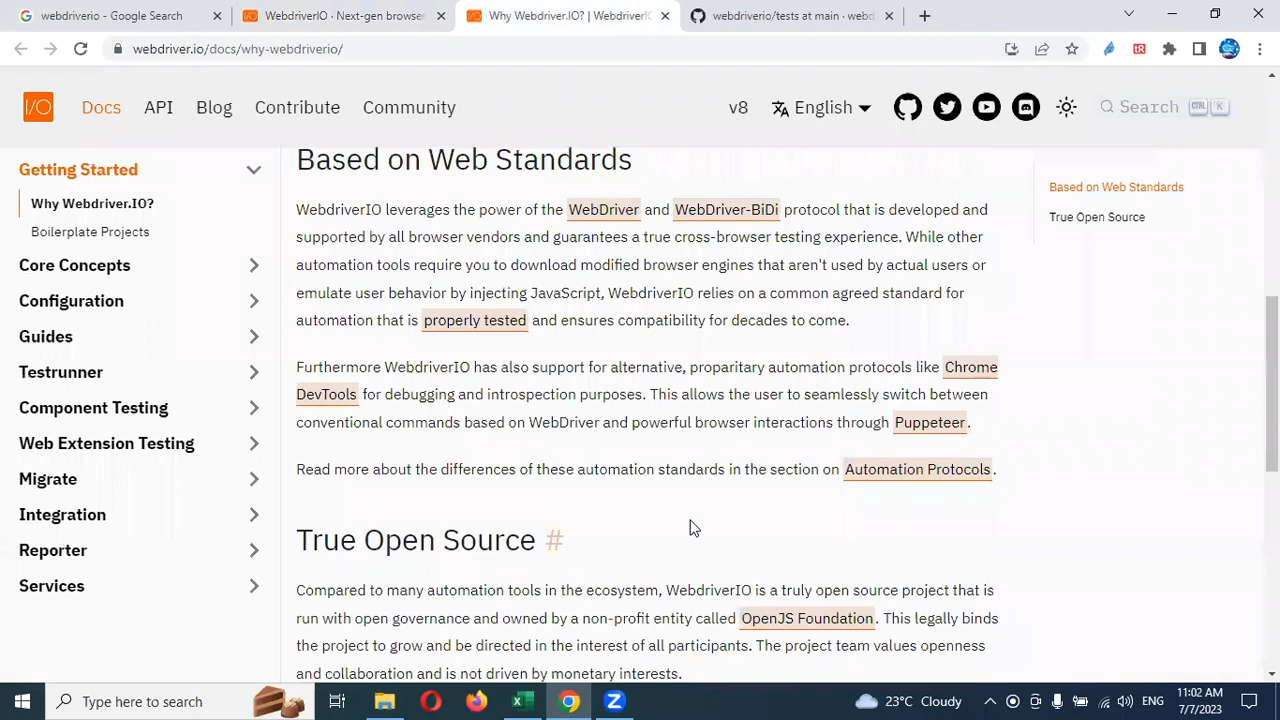 webdriverio - Google Search
WebdriverIO · Next-gen browser
Why Webdriver.IO? | WebdriverIO
webdriverio/tests at main · webd
webdriver.io/docs/why-webdriverio/
I/O
Docs
API
Blog
Contribute
Community
v8
English
Search
CTRL
K
Getting Started
Why Webdriver.IO?
Boilerplate Projects
Core Concepts
Configuration
Guides
Testrunner
Component Testing
Web Extension Testing
Migrate
Integration
Reporter
Services
Based on Web Standards
WebdriverIO leverages the power of the WebDriver and WebDriver-BiDi protocol that is developed and
supported by all browser vendors and guarantees a true cross-browser testing experience. While other
automation tools require you to download modified browser engines that aren't used by actual users or
emulate user behavior by injecting JavaScript, WebdriverIO relies on a common agreed standard for
automation that is properly tested and ensures compatibility for decades to come.
Furthermore WebdriverIO has also support for alternative, proparitary automation protocols like Chrome
DevTools for debugging and introspection purposes. This allows the user to seamlessly switch between
conventional commands based on WebDriver and powerful browser interactions through Puppeteer.
Read more about the differences of these automation standards in the section on Automation Protocols.
True Open Source #
Compared to many automation tools in the ecosystem, WebdriverIO is a truly open source project that is
run with open governance and owned by a non-profit entity called OpenJS Foundation. This legally binds
the project to grow and be directed in the interest of all participants. The project team values openness
and collaboration and is not driven by monetary interests.
Based on Web Standards
True Open Source
Type here to search
23°C Cloudy
ENG
11:02 AM
7/7/2023